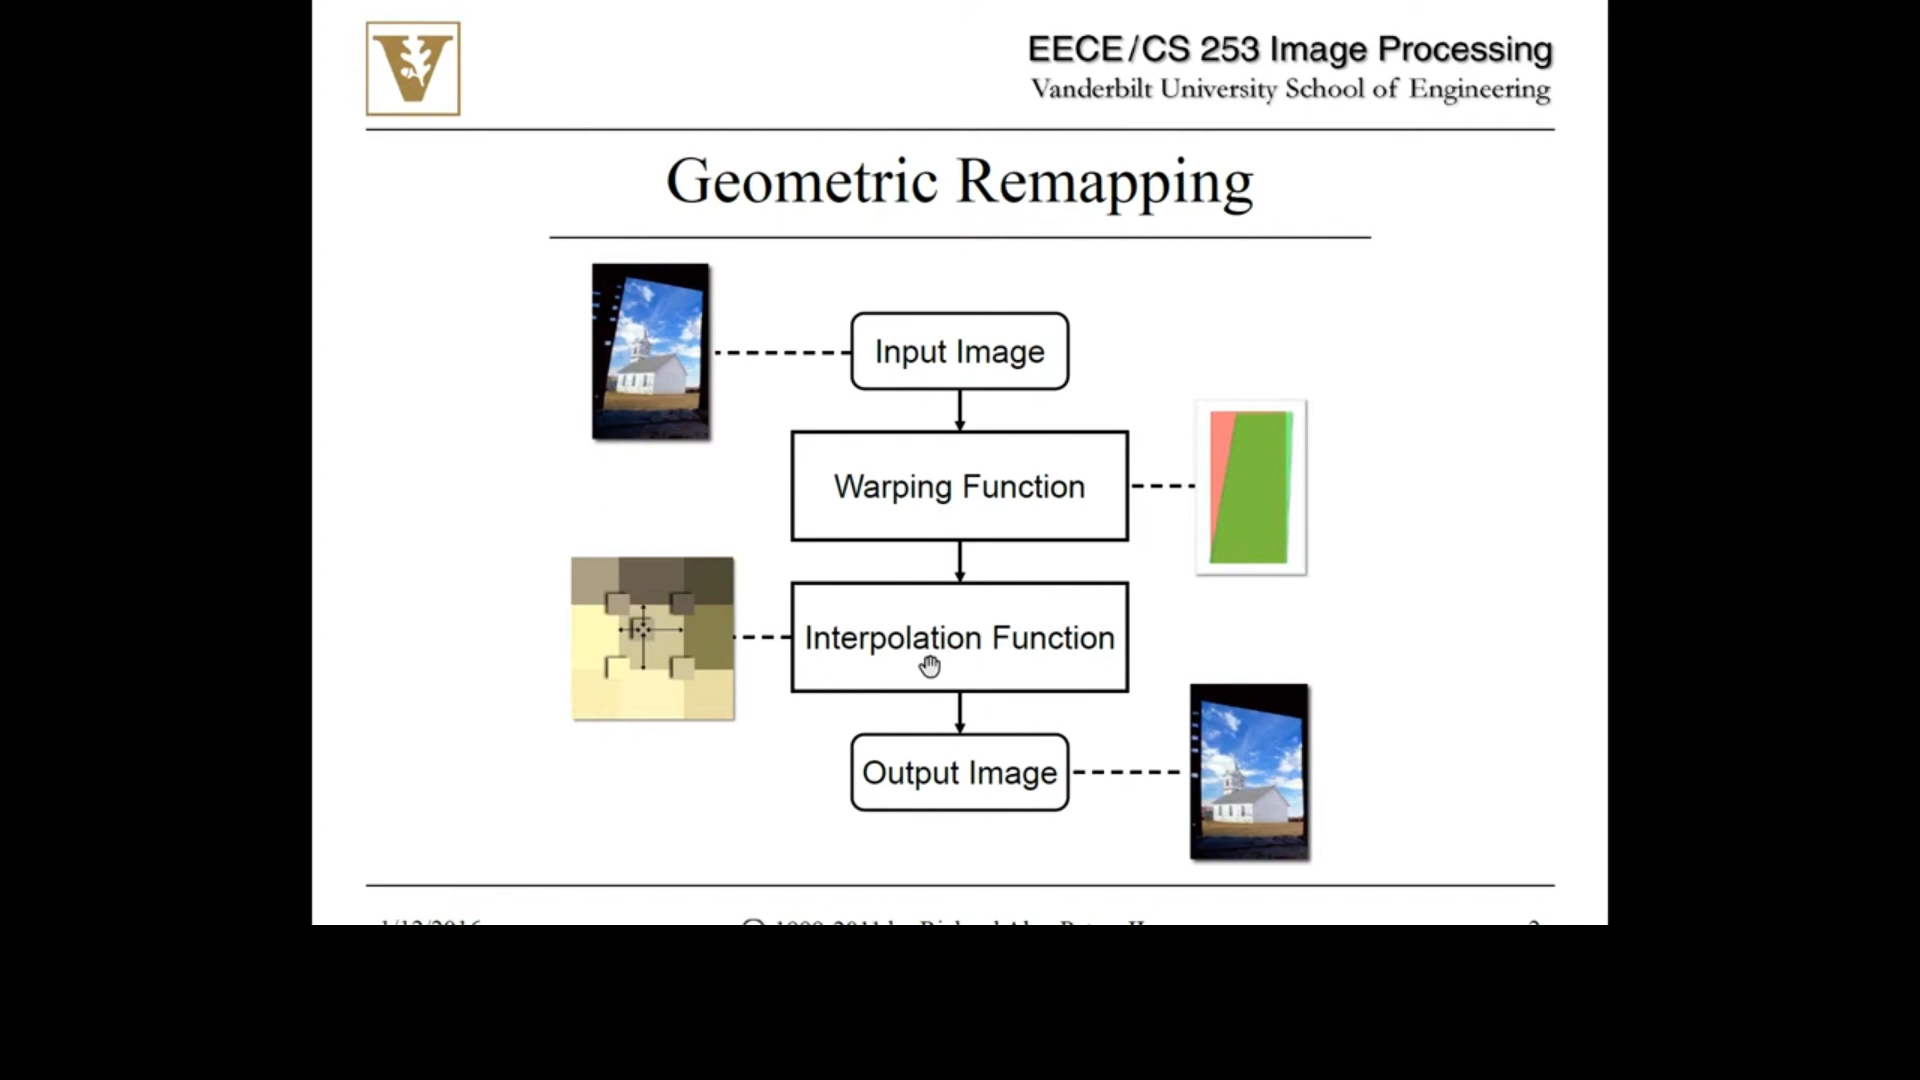 EECE/CS 253 Image Processing
Vanderbilt University School of Engineering
Geometric Remapping
Input Image
Warping Function
Interpolation Function
Output Image